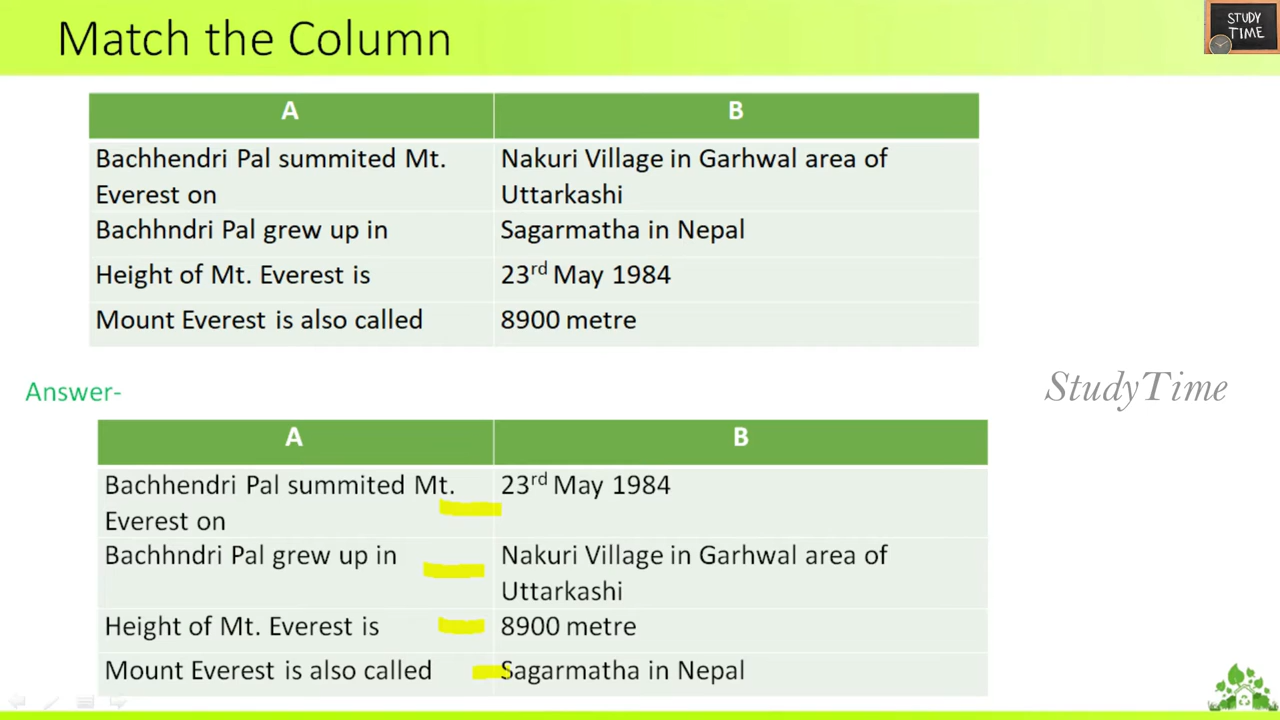 Match the Column
STUDY
TIME
A B
Bachhendri Pal summited Mt. Nakuri Village in Garhwal area of
Everest on Uttarkashi
Bachhndri Pal grew up in Sagarmatha in Nepal
Height of Mt. Everest is 23rd May 1984
Mount Everest is also called 8900 metre
StudyTime
Answer-
A B
Bachhendri Pal summited Mt. 23rd May 1984
Everest on
Bachhndri Pal grew up in Nakuri Village in Garhwal area of
Uttarkashi
Height of Mt. Everest is 8900 metre
Mount Everest is also called Sagarmatha in Nepal